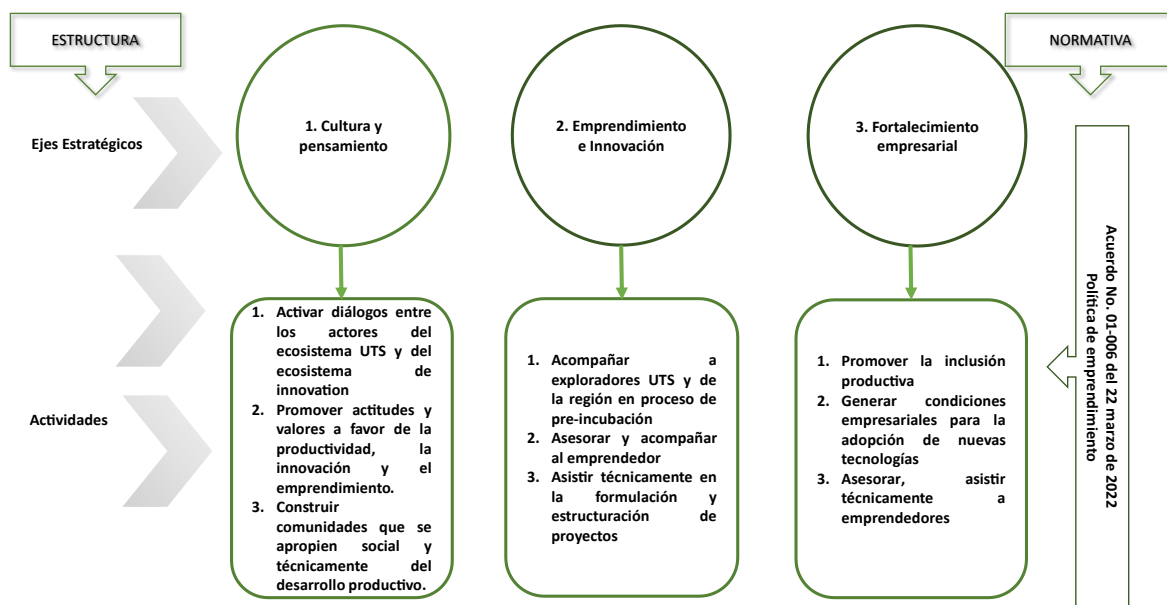 ESTRUCTURA
NORMATIVA
Ejes Estratégicos
1. Cultura y
pensamiento
2. Emprendimiento
e Innovación
3. Fortalecimiento
empresarial
Actividades
1. Activar diálogos entre
los actores del
ecosistema UTS y del
ecosistema de
innovation
2. Promover actitudes y
valores a favor de la
productividad, la
innovación y el
emprendimiento.
3. Construir
comunidades que se
apropien social y
técnicamente del
desarrollo productivo.
1. Acompañar a
exploradores UTS y de
la región en proceso de
pre-incubación
2. Asesorar y acompañar
al emprendedor
3. Asistir técnicamente en
la formulación y
estructuración de
proyectos
1. Promover la inclusión
productiva
2. Generar condiciones
empresariales para la
adopción de nuevas
tecnologías
3. Asesorar, asistir
técnicamente a
emprendedores
Acuerdo No. 01-006 del 22 marzo de 2022
Política de emprendimiento